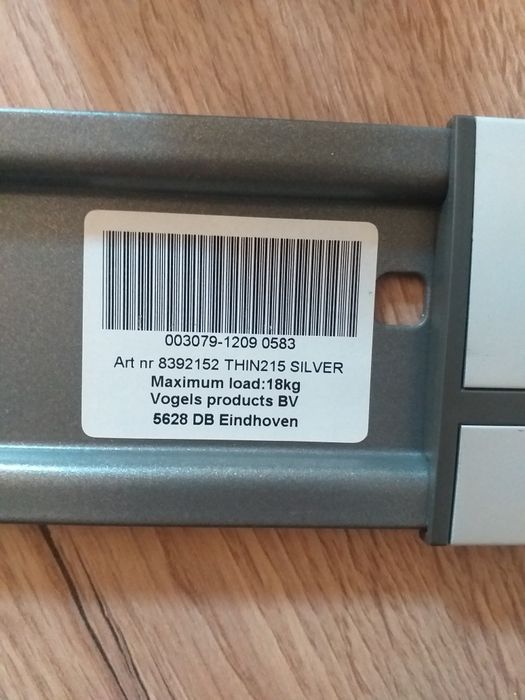 003079-1209 0583
Art nr 8392152 THIN215 SILVER
Maximum load:18kg
Vogels products BV
5628 DB Eindhoven